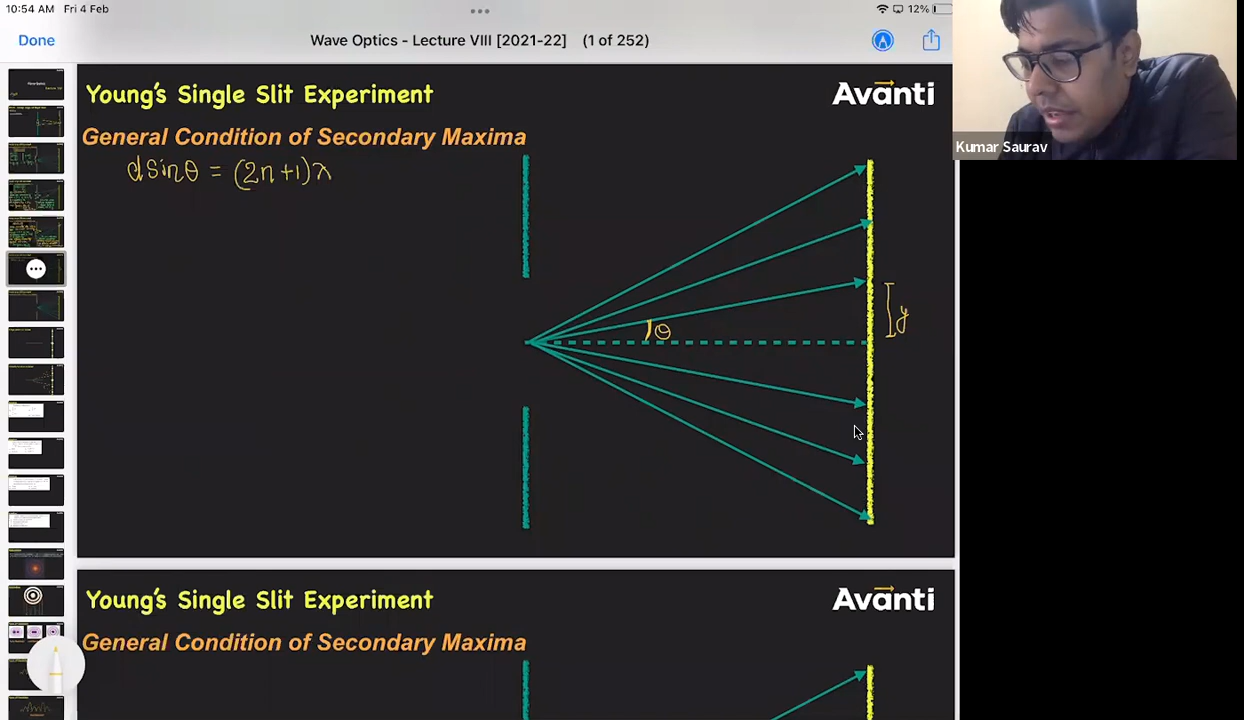 10:54 AM Fri 4 Feb
12%
Done
Wave Optics - Lecture VIII [2021-22] (1 of 252)
Young's Single Slit Experiment
Avanti
General Condition of Secondary Maxima
dsinθ = (2n+1)λ
θ
y
Kumar Saurav
Young's Single Slit Experiment
Avanti
General Condition of Secondary Maxima